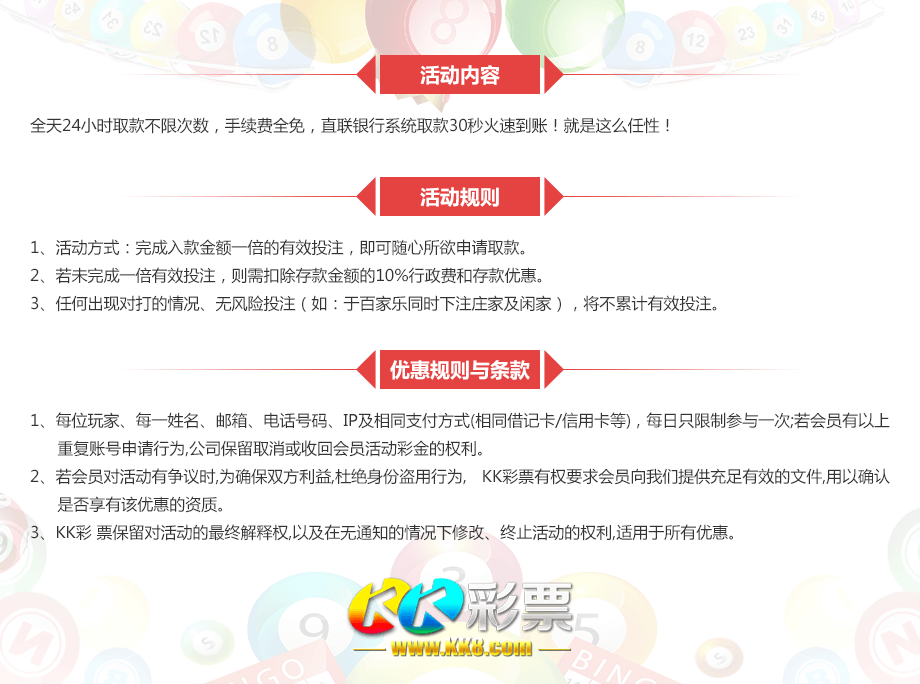 活动内容
全天24小时取款不限次数，手续费全免，直联银行系统取款30秒火速到账！就是这么任性！
活动规则
1、活动方式：完成入款金额一倍的有效投注，即可随心所欲申请取款。
2、若未完成一倍有效投注，则需扣除存款金额的10%行政费和存款优惠。
3、任何出现对打的情况、无风险投注（如：于百家乐同时下注庄家及闲家），将不累计有效投注。
优惠规则与条款
1、每位玩家、每一姓名、邮箱、电话号码、IP及相同支付方式(相同借记卡/信用卡等)，每日只限制参与一次;若会员有以上
重复账号申请行为,公司保留取消或收回会员活动彩金的权利。
2、若会员对活动有争议时,为确保双方利益,杜绝身份盗用行为， KK彩票有权要求会员向我们提供充足有效的文件,用以确认
是否享有该优惠的资质。
3、KK彩 票保留对活动的最终解释权,以及在无通知的情况下修改、终止活动的权利,适用于所有优惠。
KK彩票
www.KK8.com